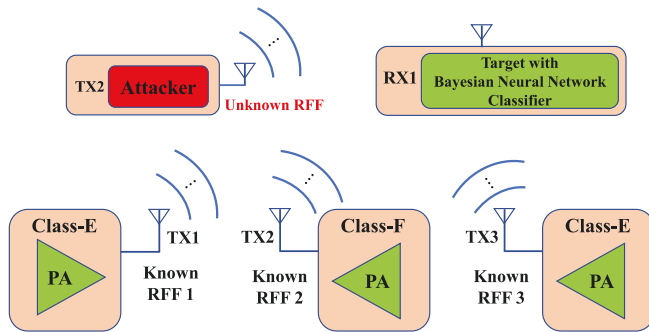 TX2
Attacker
Unknown RFF
RX1
Target with
Bayesian Neural Network
Classifier
Class-E
PA
TX1
Known
RFF 1
TX2
Known
RFF 2
Class-F
PA
TX3
Known
RFF 3
Class-E
PA